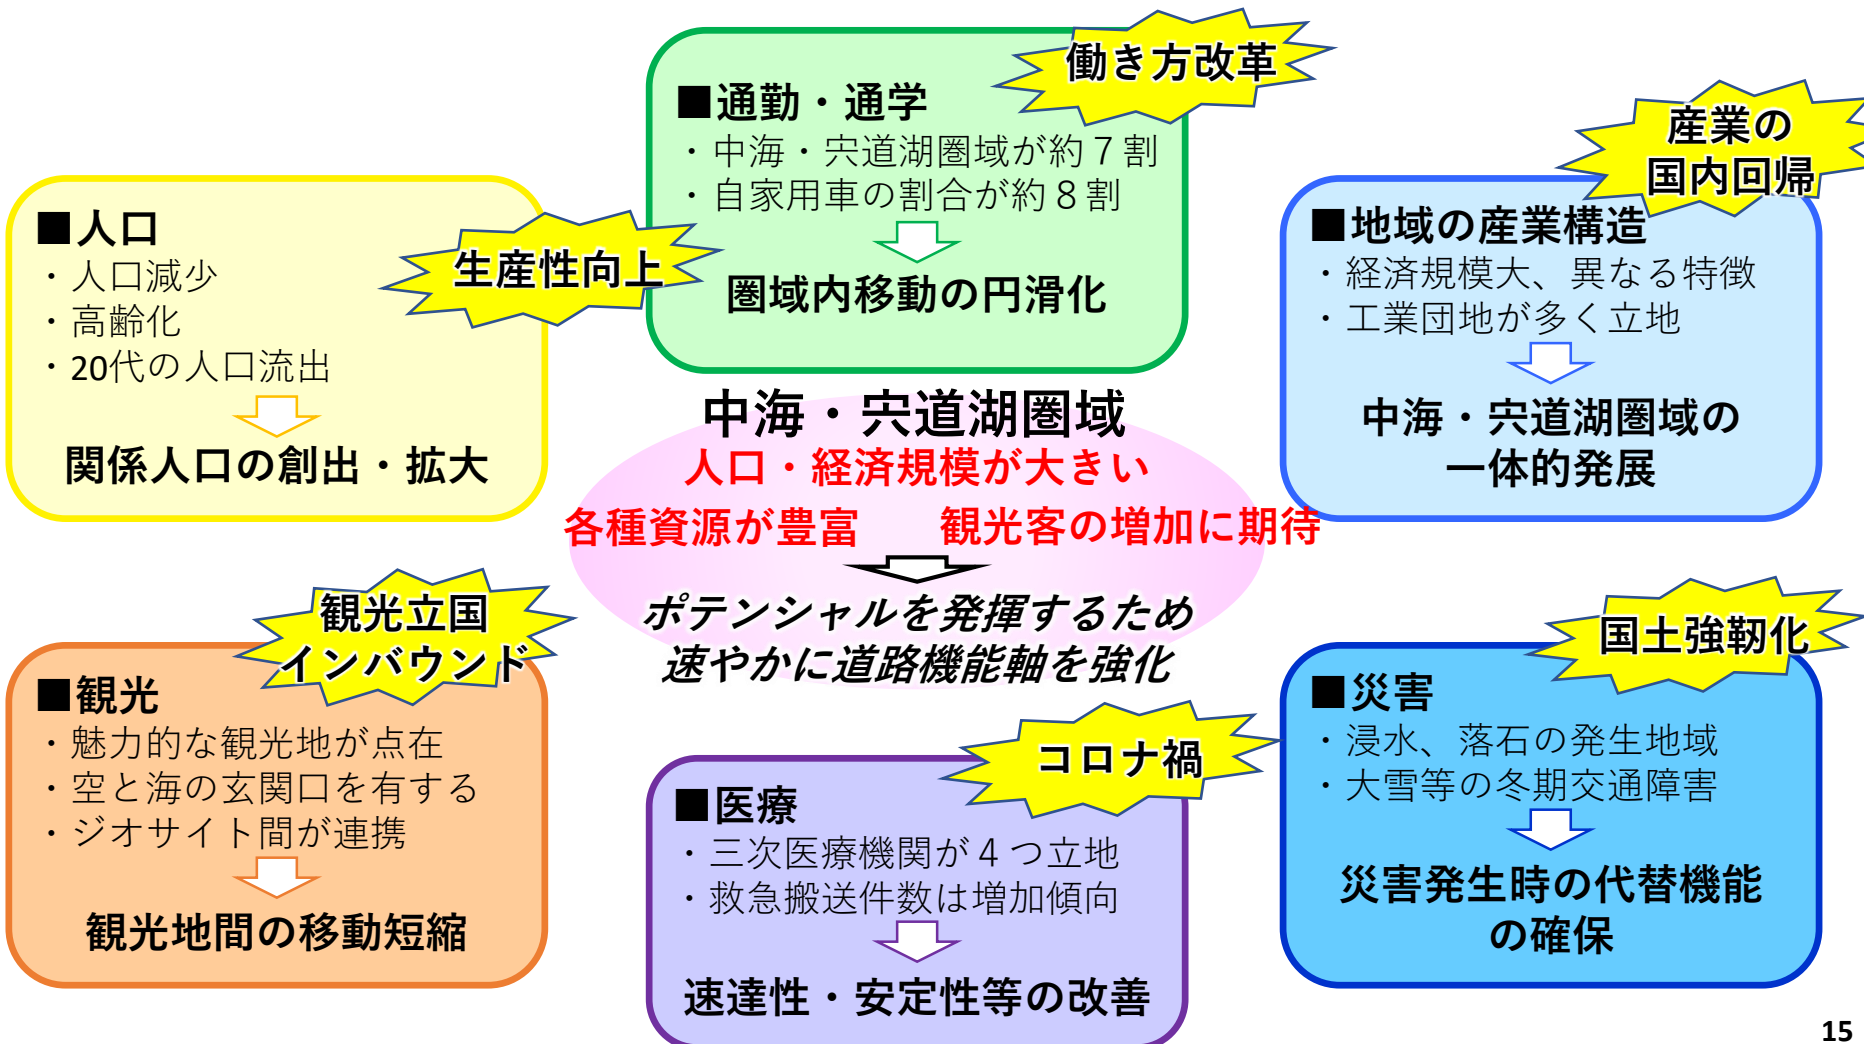 働き方改革
■通勤・通学
・中海・宍道湖圏域が約７割
・自家用車の割合が約８割
圏域内移動の円滑化
産業の
国内回帰
■地域の産業構造
・経済規模大、異なる特徴
・工業団地が多く立地
中海・宍道湖圏域の
一体的発展
生産性向上
■人口
・人口減少
・高齢化
・20代の人口流出
関係人口の創出・拡大
中海・宍道湖圏域
人口・経済規模が大きい
各種資源が豊富　観光客の増加に期待
ポテンシャルを発揮するため
速やかに道路機能軸を強化
観光立国
インバウンド
■観光
・魅力的な観光地が点在
・空と海の玄関口を有する
・ジオサイト間が連携
観光地間の移動短縮
コロナ禍
■医療
・三次医療機関が４つ立地
・救急搬送件数は増加傾向
速達性・安定性等の改善
国土強靭化
■災害
・浸水、落石の発生地域
・大雪等の冬期交通障害
災害発生時の代替機能
の確保
15